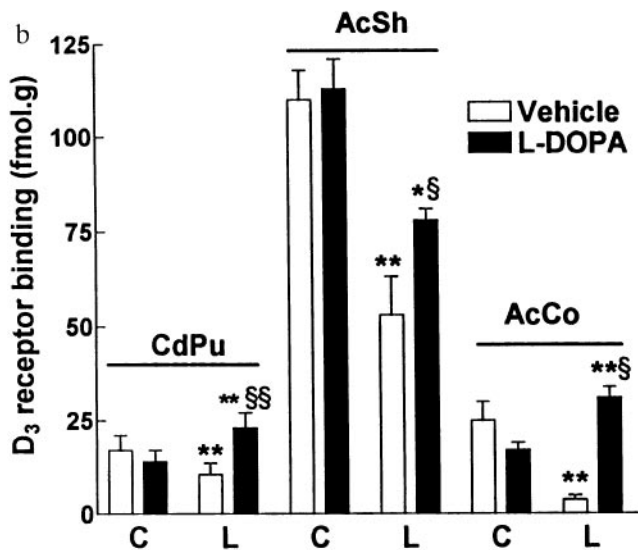 b
D₃ receptor binding (fmol.g)
125
100
75
50
25
0
AcSh
Vehicle
L-DOPA
*§
**
CdPu
AcCo
** §§
**
**§
**
C L C L C L